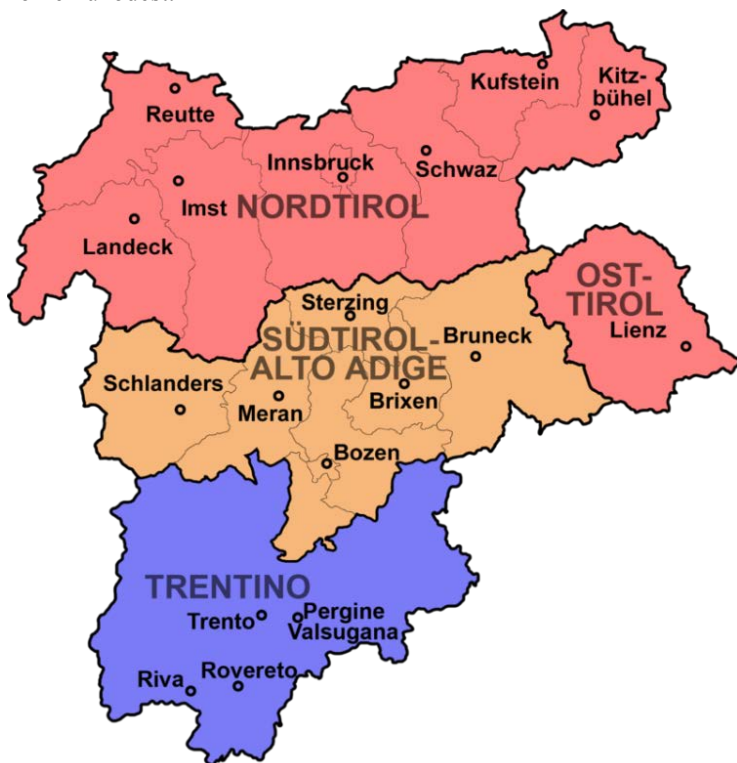 Kufstein
Kitz-
bühel
Reutte
Innsbruck
Schwaz
Imst
NORDTIROL
Landeck
OST-
TIROL
Sterzing
Lienz
SÜDTIROL-
ALTO ADIGE
Bruneck
Schlanders
Meran
Brixen
Bozen
TRENTINO
Trento
Pergine
Valsugana
Riva
Rovereto